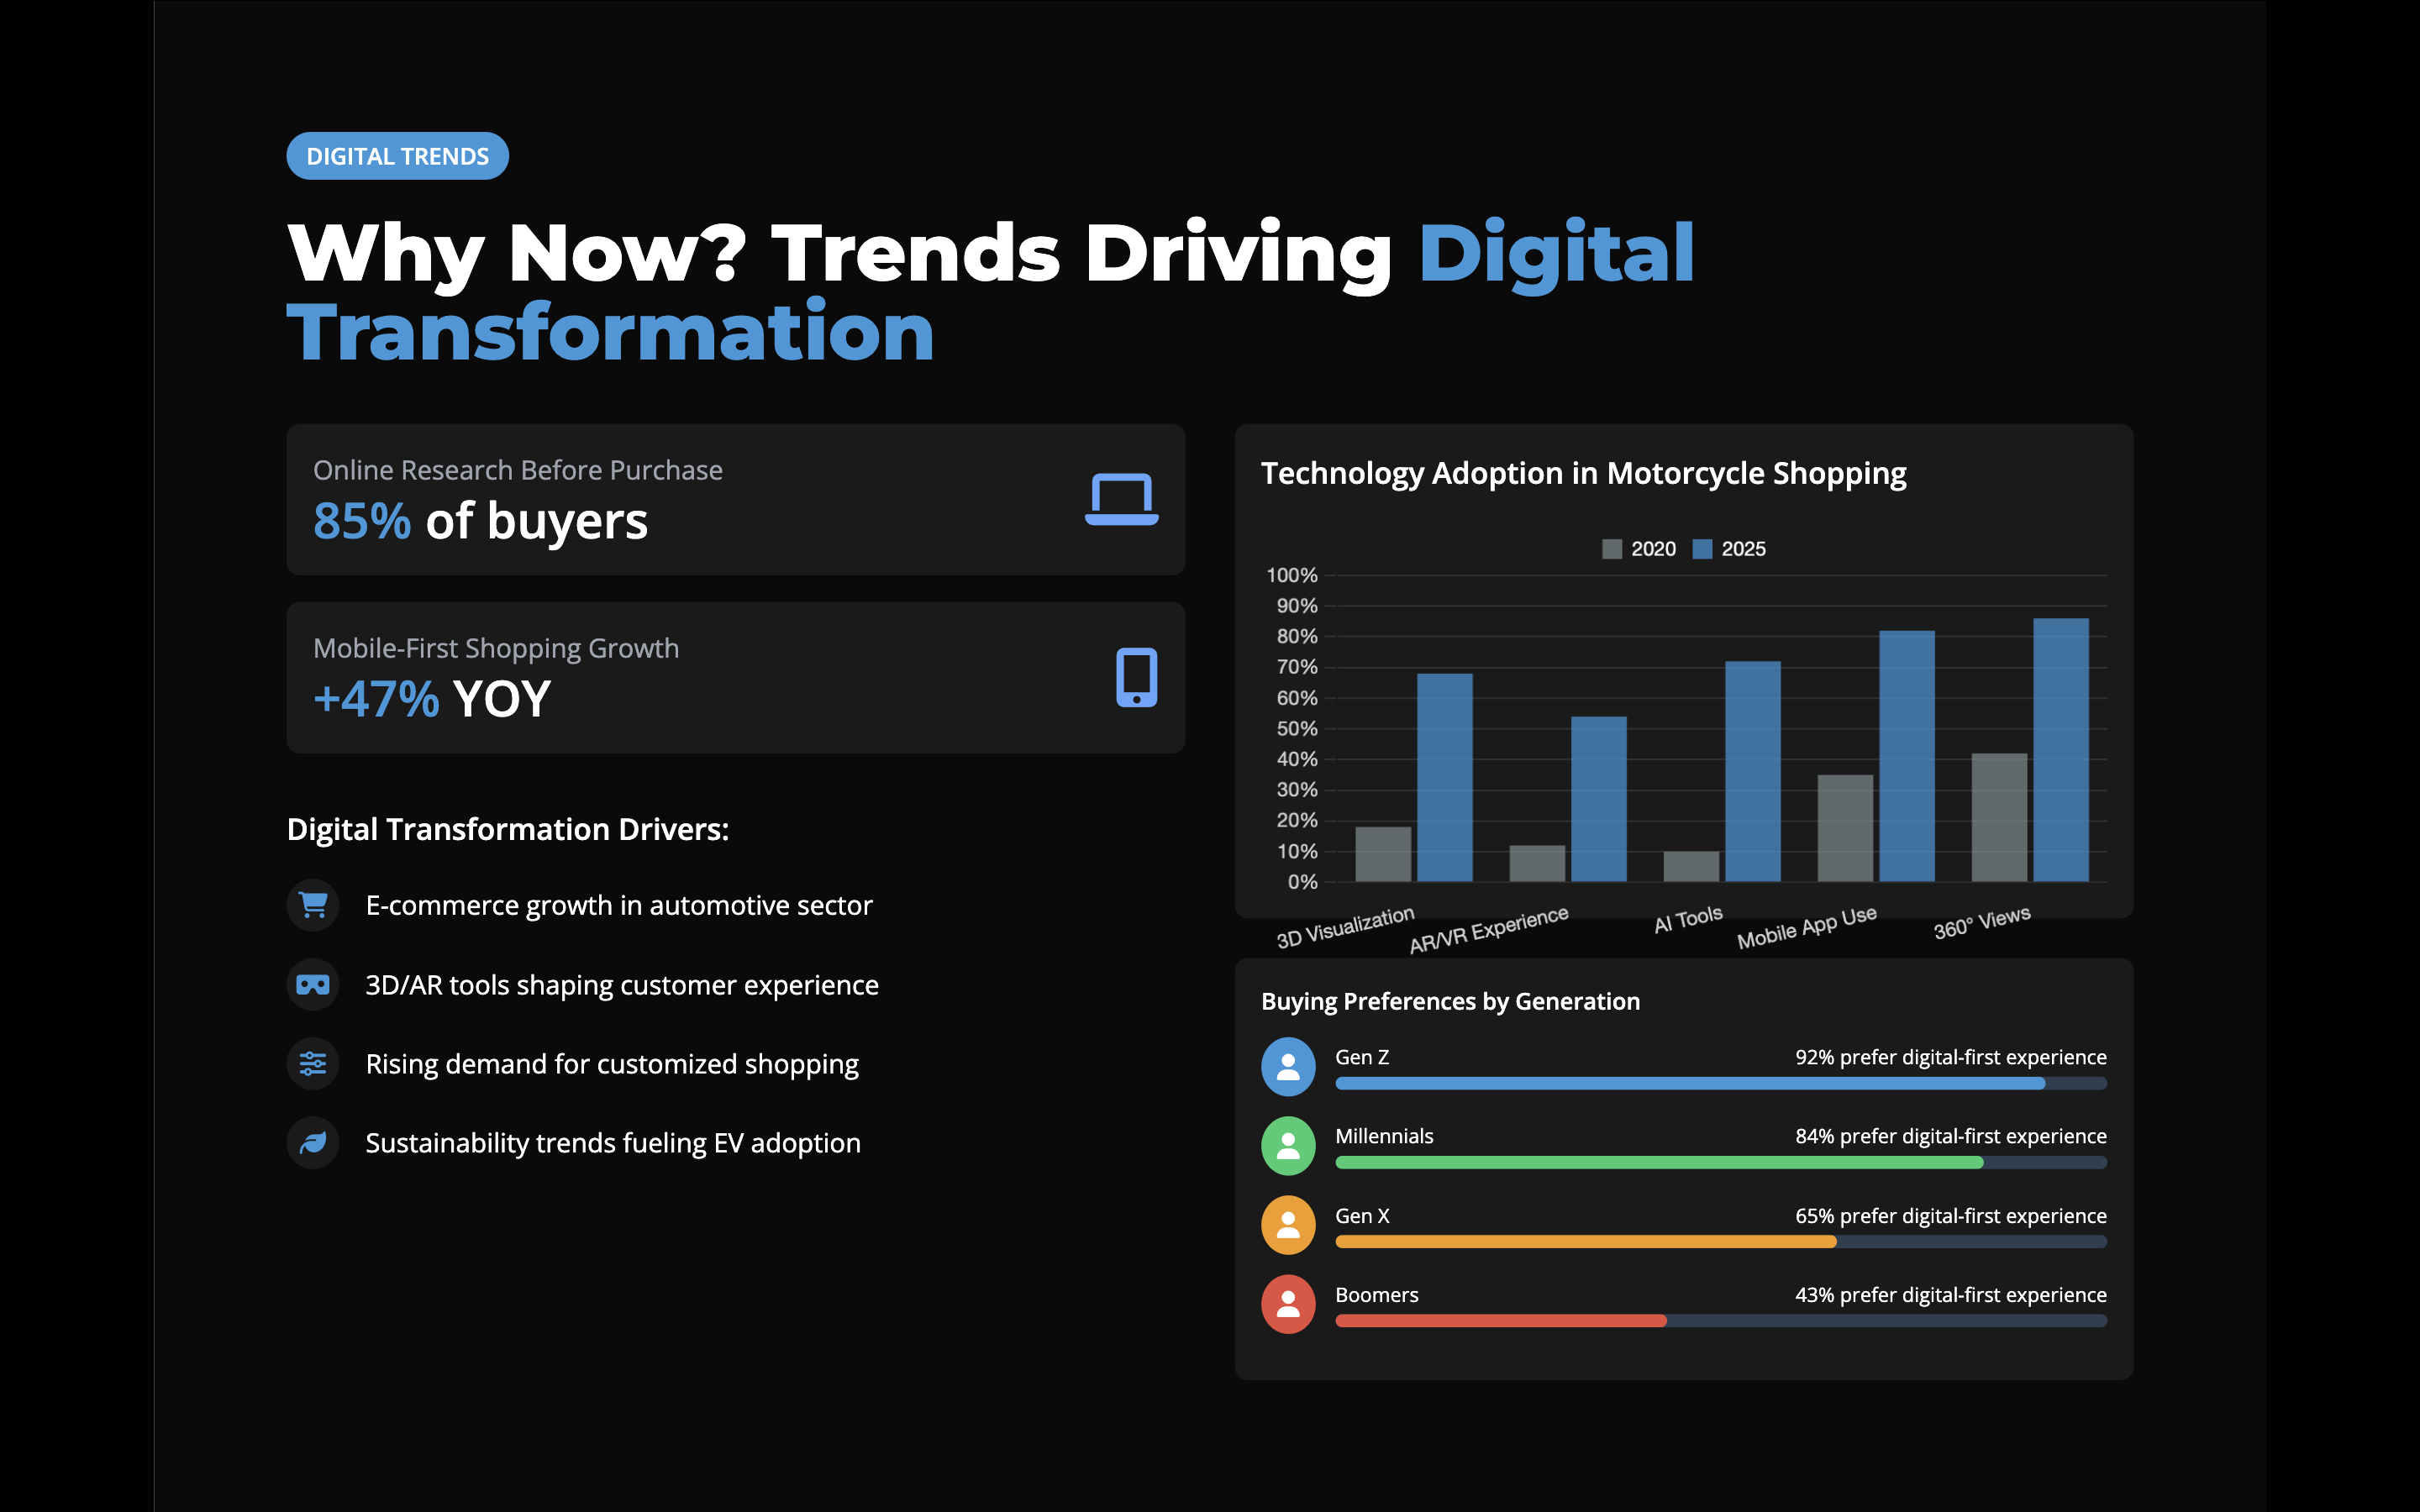 DIGITAL TRENDS
Why Now? Trends Driving Digital
Transformation
Online Research Before Purchase
85% of buyers
Mobile-First Shopping Growth
+47% YOY
Digital Transformation Drivers:
E-commerce growth in automotive sector
3D/AR tools shaping customer experience
Rising demand for customized shopping
Sustainability trends fueling EV adoption
Technology Adoption in Motorcycle Shopping
2020 2025
100%
90%
80%
70%
60%
50%
40%
30%
20%
10%
0%
3D Visualization
AR/VR Experience
AI Tools
Mobile App Use
360° Views
Buying Preferences by Generation
Gen Z 92% prefer digital-first experience
Millennials 84% prefer digital-first experience
Gen X 65% prefer digital-first experience
Boomers 43% prefer digital-first experience